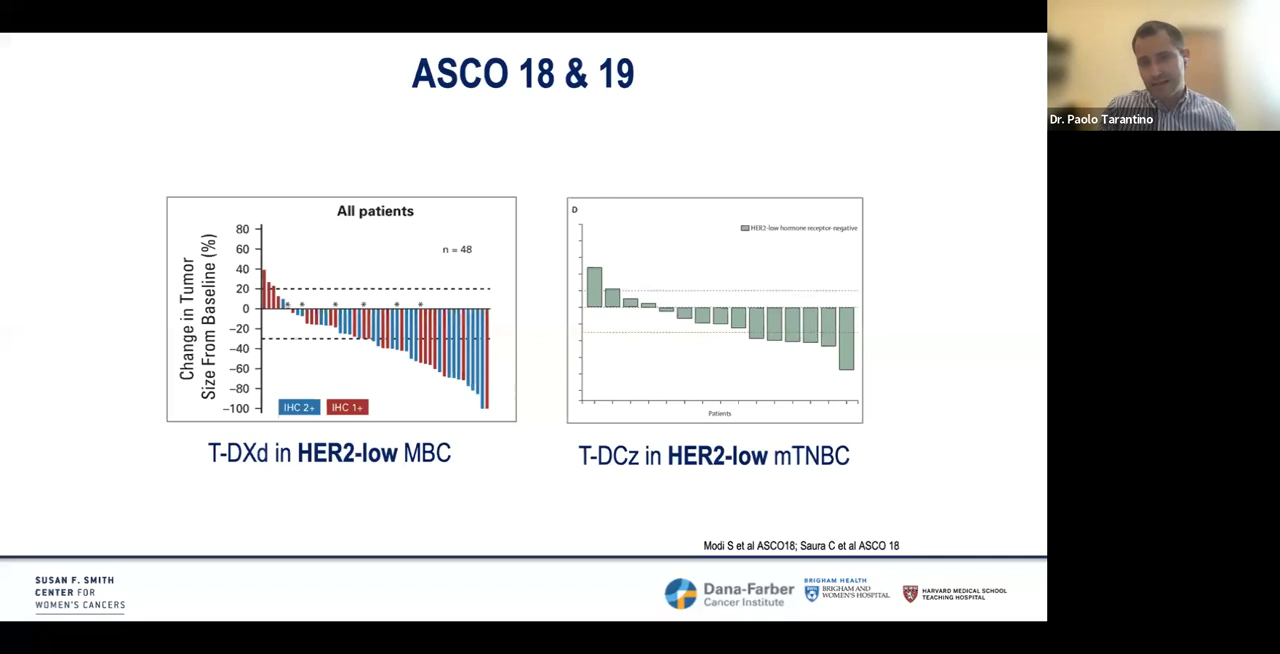 ASCO 18 & 19
Dr. Paolo Tarantino
All patients
n = 48
Change in Tumor
Size From Baseline (%)
80
60
40
20
0
−20
−40
−60
−80
−100
* * * * * *
IHC 2+ IHC 1+
T-DXd in HER2-low MBC
D
HER2-low hormone receptor-negative
Patients
T-DCz in HER2-low mTNBC
Modi S et al ASCO18; Saura C et al ASCO 18
SUSAN F. SMITH
CENTER FOR
WOMEN'S CANCERS
Dana-Farber
Cancer Institute
BRIGHAM HEALTH
BRIGHAM AND
WOMEN'S HOSPITAL
HARVARD MEDICAL SCHOOL
TEACHING HOSPITAL